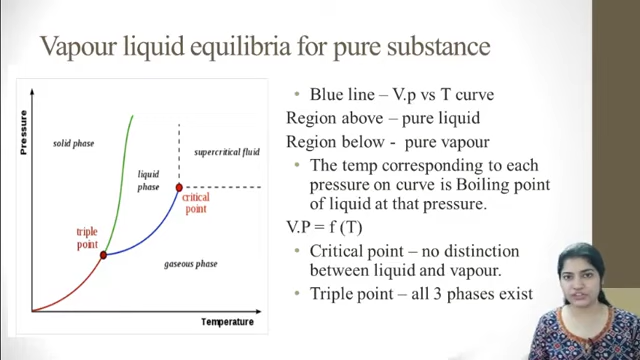 Vapour liquid equilibria for pure substance
Pressure
solid phase
liquid
phase
supercritical fluid
critical
point
triple
point
gaseous phase
Temperature
• Blue line – V.p vs T curve
Region above – pure liquid
Region below - pure vapour
• The temp corresponding to each
pressure on curve is Boiling point
of liquid at that pressure.
V.P = f (T)
• Critical point – no distinction
between liquid and vapour.
• Triple point – all 3 phases exist